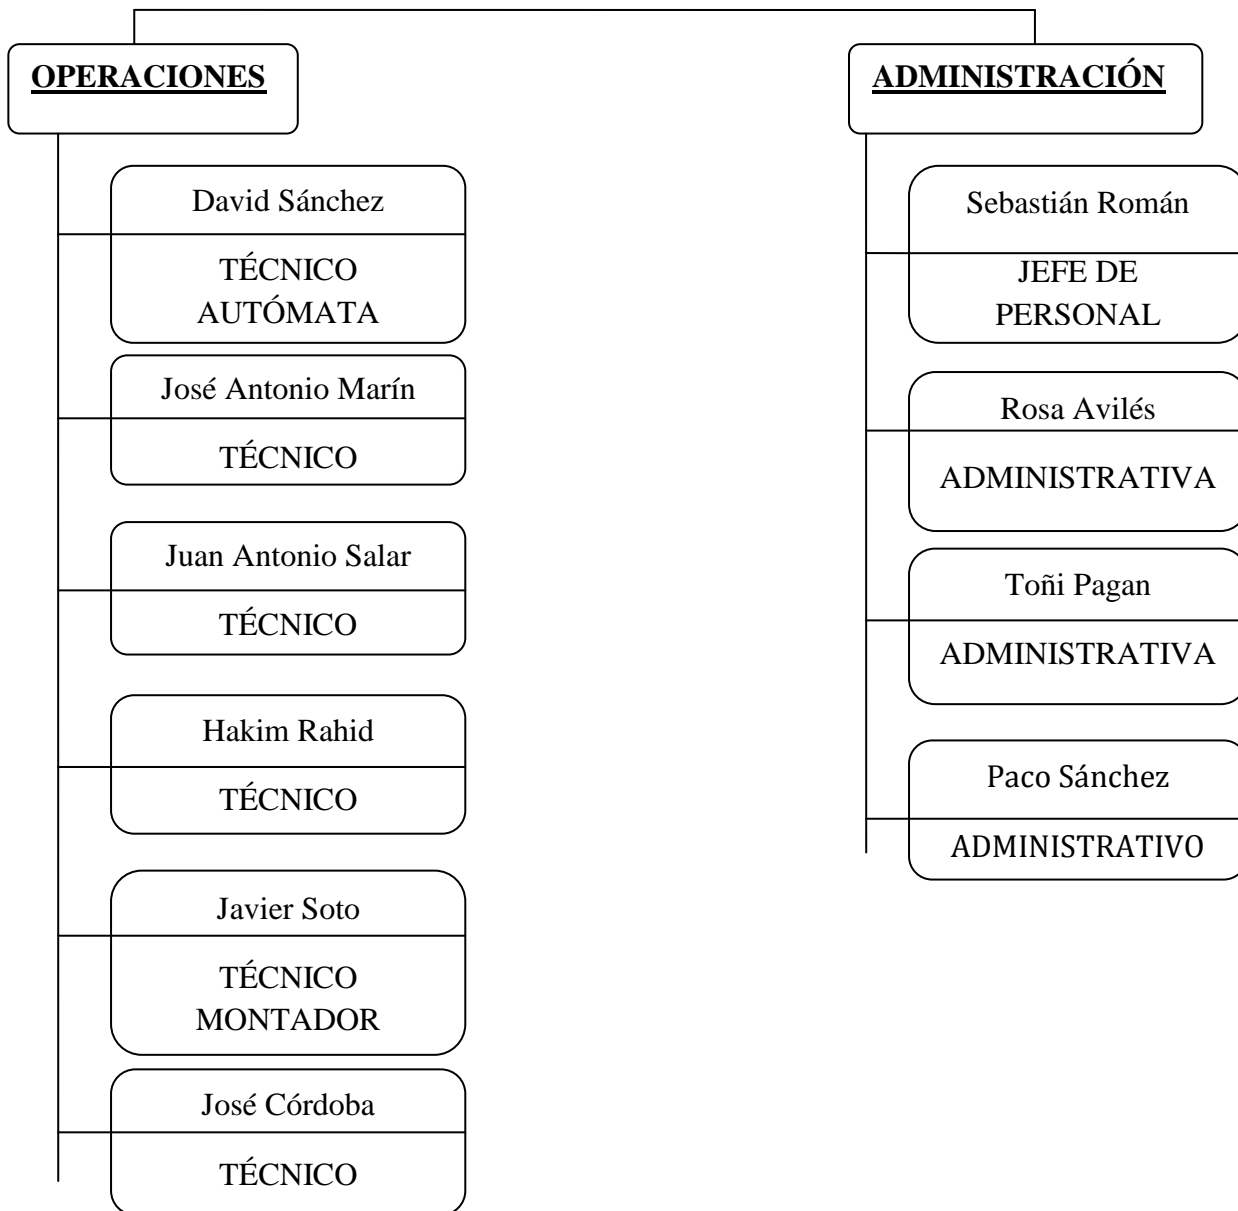 OPERACIONES
David Sánchez
TÉCNICO
AUTÓMATA
José Antonio Marín
TÉCNICO
Juan Antonio Salar
TÉCNICO
Hakim Rahid
TÉCNICO
Javier Soto
TÉCNICO
MONTADOR
José Córdoba
TÉCNICO
ADMINISTRACIÓN
Sebastián Román
JEFE DE
PERSONAL
Rosa Avilés
ADMINISTRATIVA
Toñi Pagan
ADMINISTRATIVA
Paco Sánchez
ADMINISTRATIVO